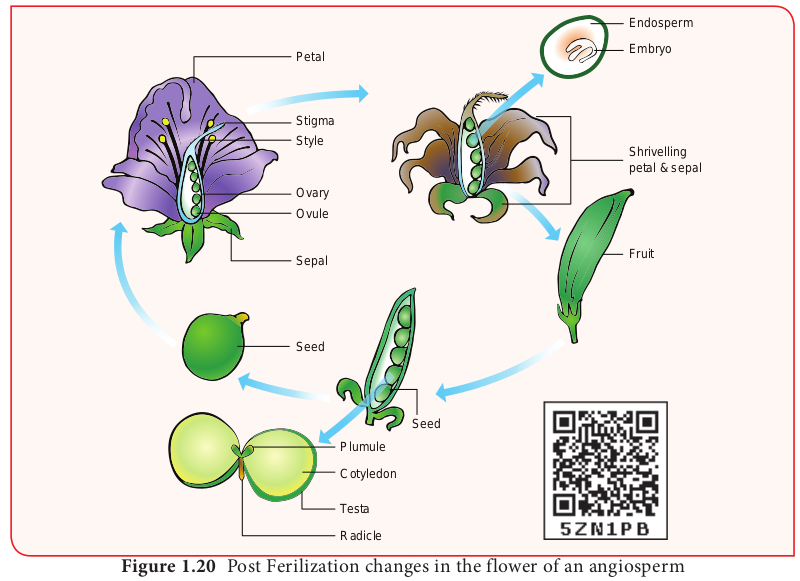 Endosperm
Embryo
Petal
Stigma
Style
Shrivelling
petal & sepal
Ovary
Ovule
Sepal
Fruit
Seed
Seed
Plumule
Cotyledon
Testa
Radicle
5ZN1PB
Figure 1.20 Post Ferilization changes in the flower of an angiosperm